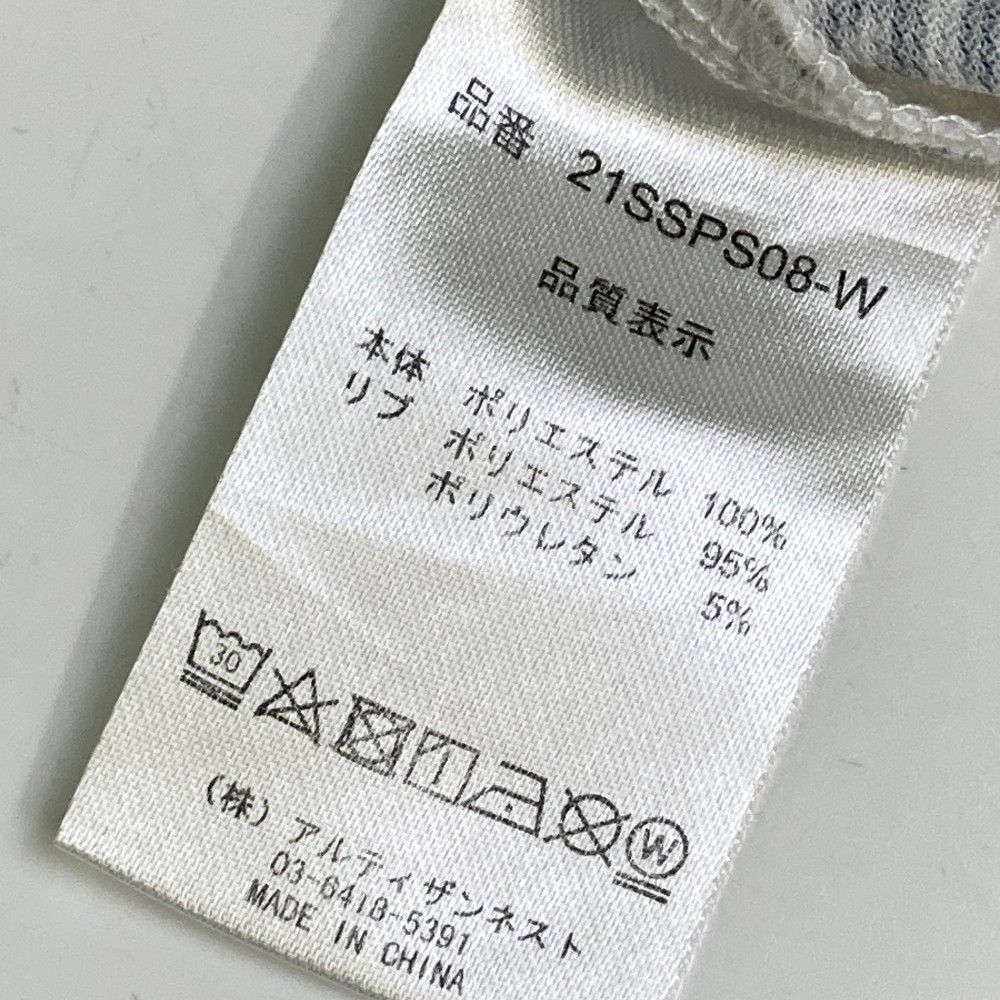 品番 21SSPS08-W
品質表示
本体 ポリエステル 100%
リブ ポリエステル 95%
ポリウレタン 5%
30
W
(株)アルティザンネスト
03-6418-5391
MADE IN CHINA